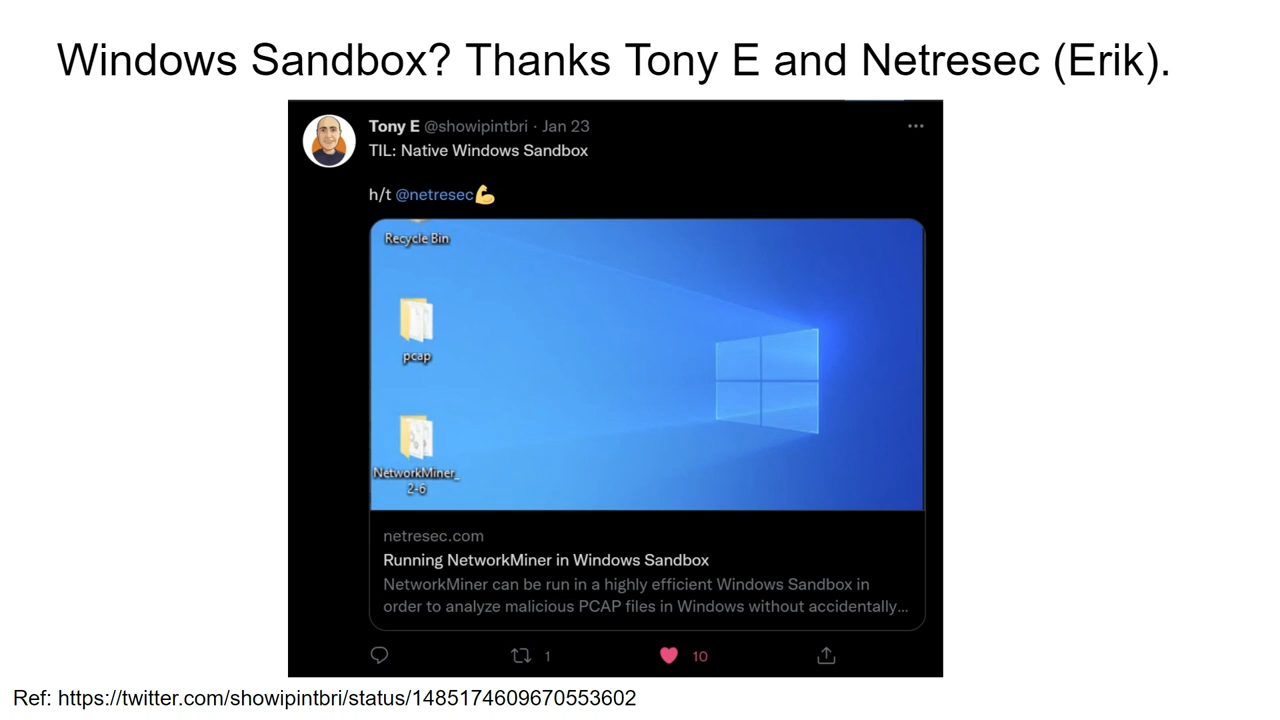 Windows Sandbox? Thanks Tony E and Netresec (Erik).
Tony E @showipintbri · Jan 23
TIL: Native Windows Sandbox
h/t @netresec💪
Recycle Bin
pcap
NetworkMiner_
2-6
netresec.com
Running NetworkMiner in Windows Sandbox
NetworkMiner can be run in a highly efficient Windows Sandbox in
order to analyze malicious PCAP files in Windows without accidentally...
1
10
Ref: https://twitter.com/showipintbri/status/1485174609670553602